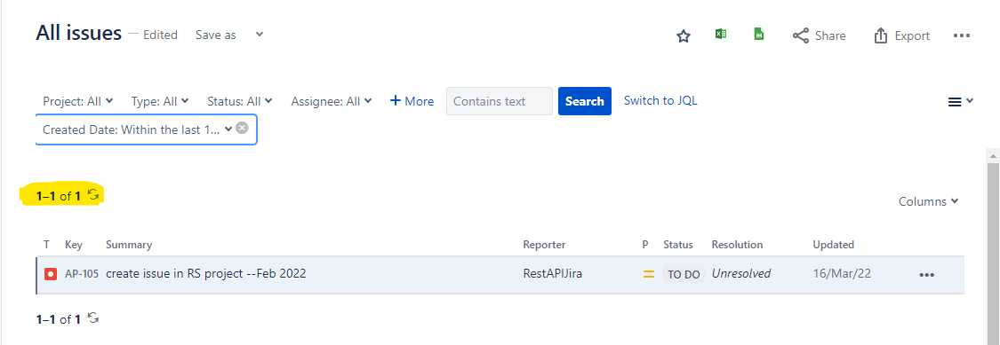 All issues — Edited Save as
Share Export
Project: All Type: All Status: All Assignee: All + More Contains text Search Switch to JQL
Created Date: Within the last 1...
1–1 of 1
Columns
T Key Summary Reporter P Status Resolution Updated
AP-105 create issue in RS project --Feb 2022 RestAPIJira TO DO Unresolved 16/Mar/22
1–1 of 1